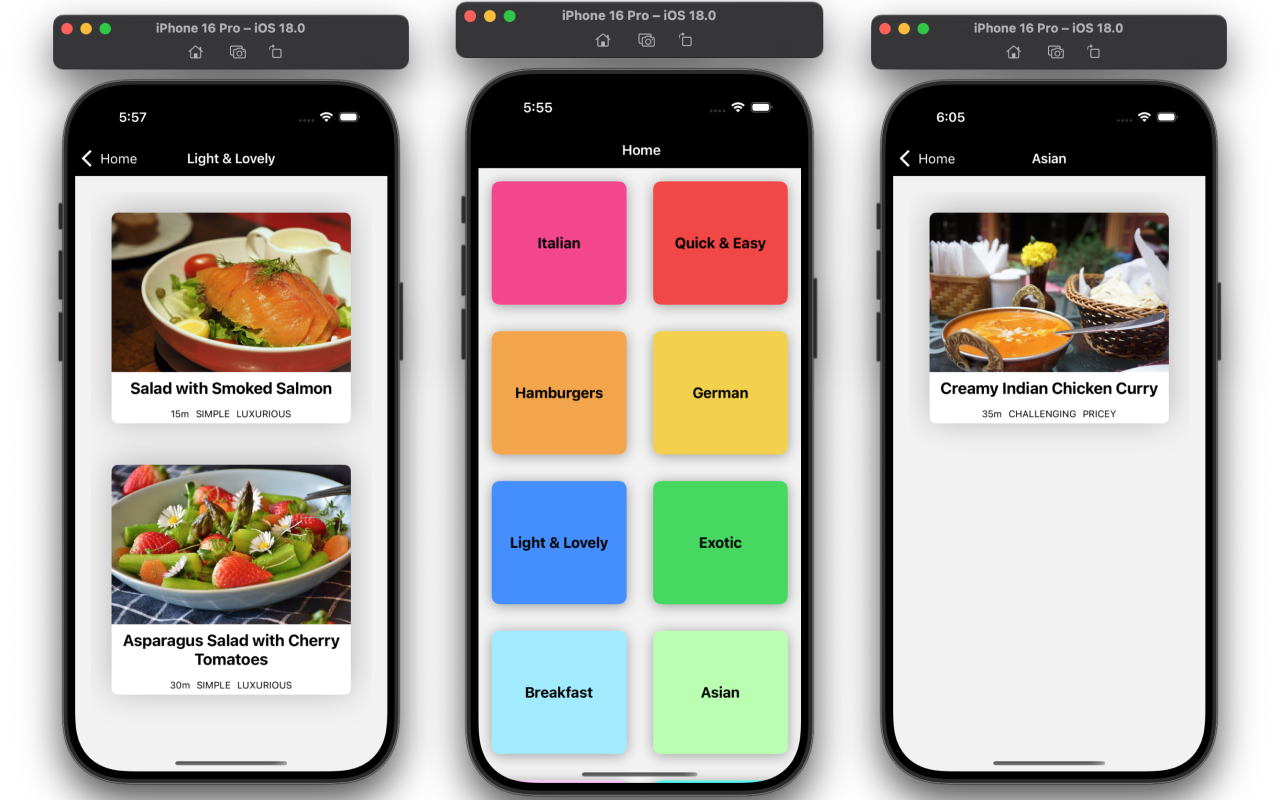 iPhone 16 Pro – iOS 18.0
5:57
Home
Light & Lovely
Salad with Smoked Salmon
15m SIMPLE LUXURIOUS
Asparagus Salad with Cherry
Tomatoes
30m SIMPLE LUXURIOUS
iPhone 16 Pro – iOS 18.0
5:55
Home
Italian
Quick & Easy
Hamburgers
German
Light & Lovely
Exotic
Breakfast
Asian
iPhone 16 Pro – iOS 18.0
6:05
Home
Asian
Creamy Indian Chicken Curry
35m CHALLENGING PRICEY